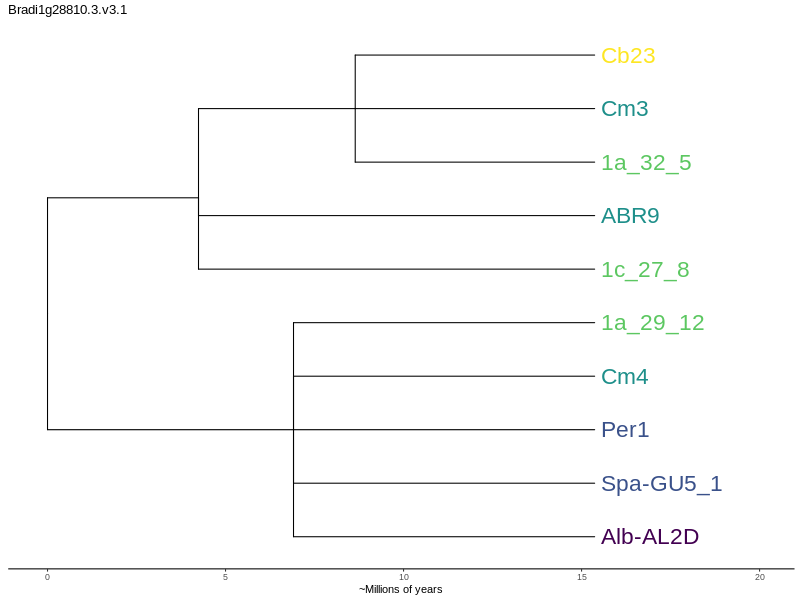 Bradi1g28810.3.v3.1
Cb23
Cm3
1a_32_5
ABR9
1c_27_8
1a_29_12
Cm4
Per1
Spa-GU5_1
Alb-AL2D
0 5 10 15 20
~Millions of years